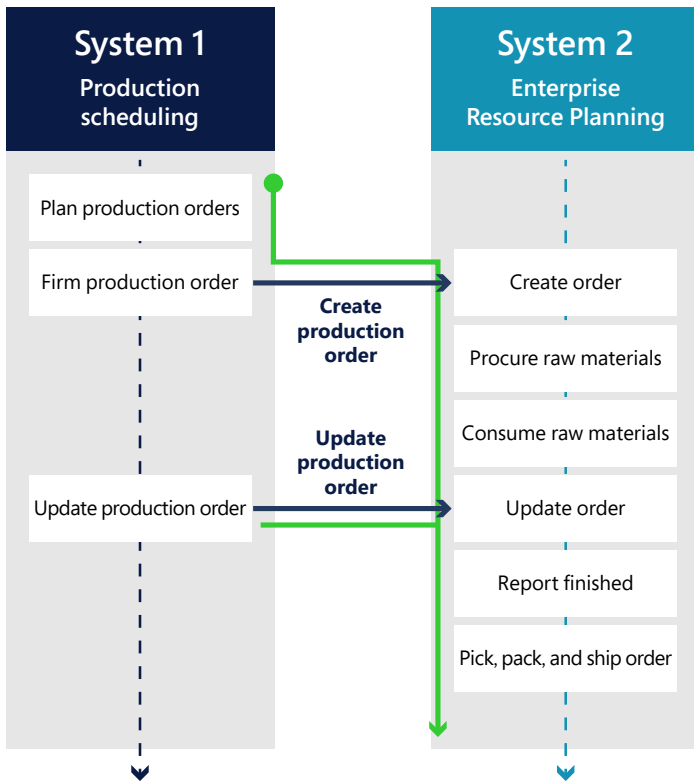 System 1
Production
scheduling
System 2
Enterprise
Resource Planning
Plan production orders
Firm production order
Create
production
order
Create order
Procure raw materials
Consume raw materials
Update
production
order
Update production order
Update order
Report finished
Pick, pack, and ship order